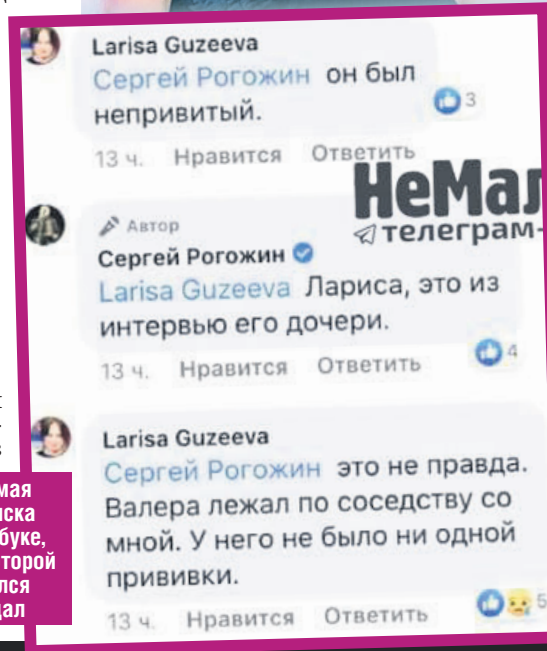 Larisa Guzeeva
Сергей Рогожин он был
непривитый.
3
13 ч. Нравится Ответить
НеМал
телеграм-
Автор
Сергей Рогожин
Larisa Guzeeva Лариса, это из
интервью его дочери.
4
13 ч. Нравится Ответить
Larisa Guzeeva
Сергей Рогожин это не правда.
Валера лежал по соседству со
мной. У него не было ни одной
прививки.
5
13 ч. Нравится Ответить
мая
иска
буке,
торой
лся
дал